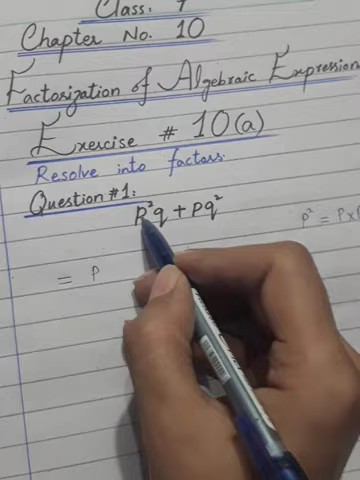 Class: 7
Chapter No. 10
Factorization of Algebraic Expression
Exercise # 10(a)
Resolve into factors.
Question #1:
p²q + pq²
p² = p×p
= p